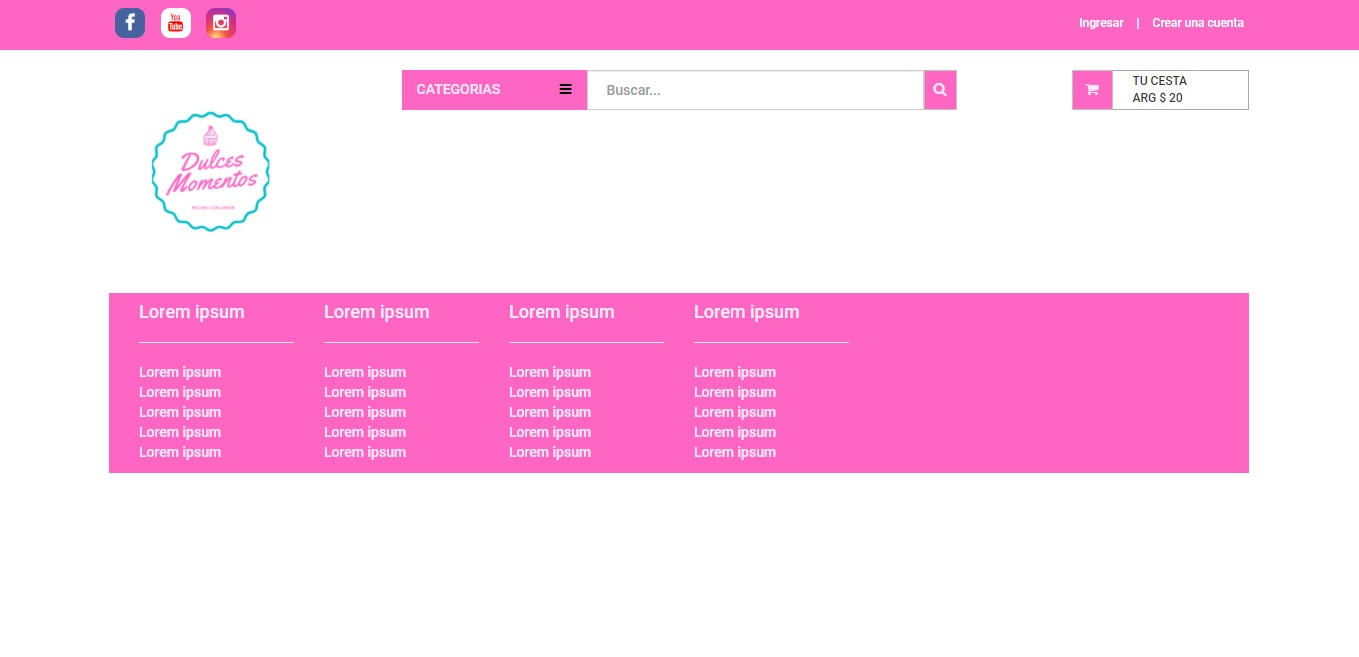 You
Tube
Ingresar | Crear una cuenta
CATEGORIAS
Buscar...
TU CESTA
ARG $ 20
Dulces
Momentos
HECHO CON AMOR
Lorem ipsum Lorem ipsum Lorem ipsum Lorem ipsum
Lorem ipsum Lorem ipsum Lorem ipsum Lorem ipsum
Lorem ipsum Lorem ipsum Lorem ipsum Lorem ipsum
Lorem ipsum Lorem ipsum Lorem ipsum Lorem ipsum
Lorem ipsum Lorem ipsum Lorem ipsum Lorem ipsum
Lorem ipsum Lorem ipsum Lorem ipsum Lorem ipsum